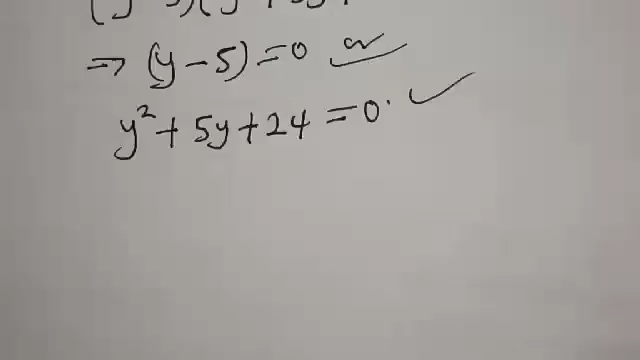 ⇒ (y - 5) = 0 or
y² + 5y + 24 = 0.